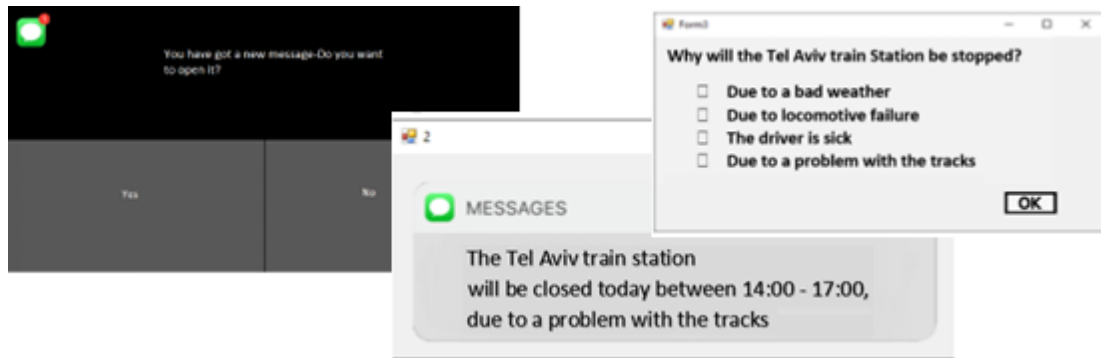 You have got a new message-Do you want
to open it?
Yes
No
2
MESSAGES
The Tel Aviv train station
will be closed today between 14:00 - 17:00,
due to a problem with the tracks
Form3
Why will the Tel Aviv train Station be stopped?
Due to a bad weather
Due to locomotive failure
The driver is sick
Due to a problem with the tracks
OK